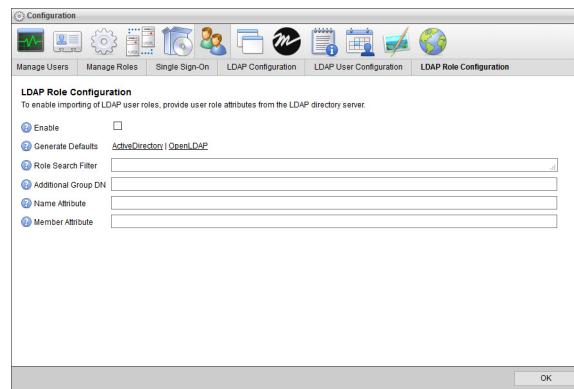 Configuration
Manage Users Manage Roles Single Sign-On LDAP Configuration LDAP User Configuration LDAP Role Configuration
LDAP Role Configuration
To enable importing of LDAP user roles, provide user role attributes from the LDAP directory server.
Enable
Generate Defaults ActiveDirectory | OpenLDAP
Role Search Filter
Additional Group DN
Name Attribute
Member Attribute
OK